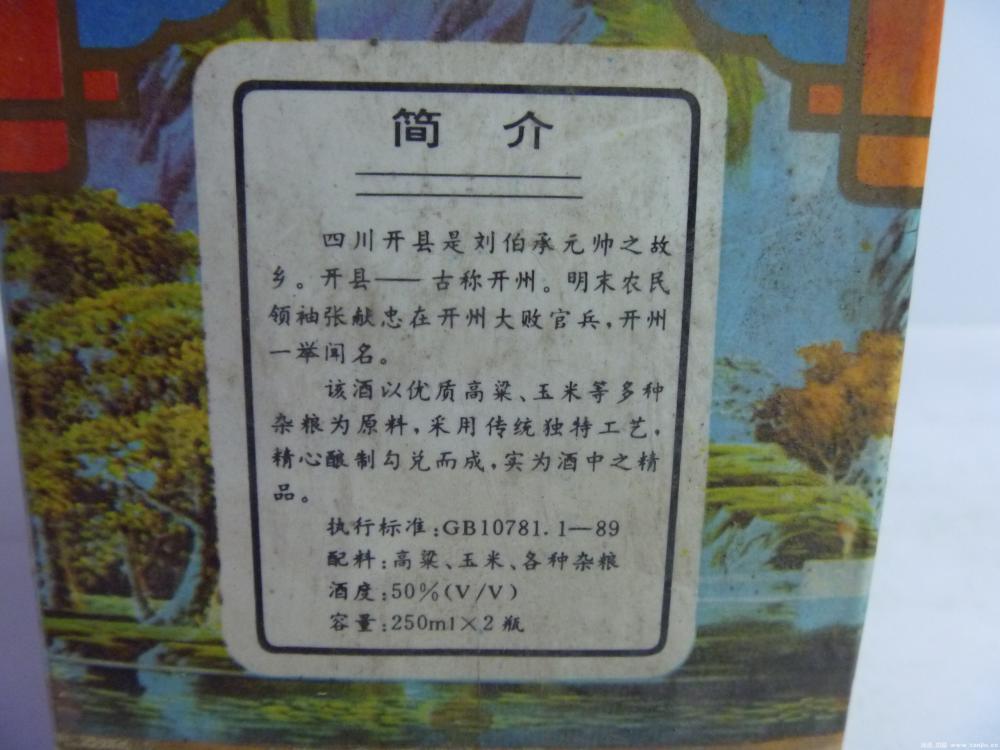 简 介
四川开县是刘伯承元帅之故
乡。开县——古称开州。明末农民
领袖张献忠在开州大败官兵,开州
一举闻名。
该酒以优质高粱、玉米等多种
杂粮为原料,采用传统独特工艺,
精心酿制勾兑而成,实为酒中之精
品。
执行标准:GB10781.1—89
配料:高粱、玉米、各种杂粮
酒度:50%(V/V)
容量:250ml×2瓶